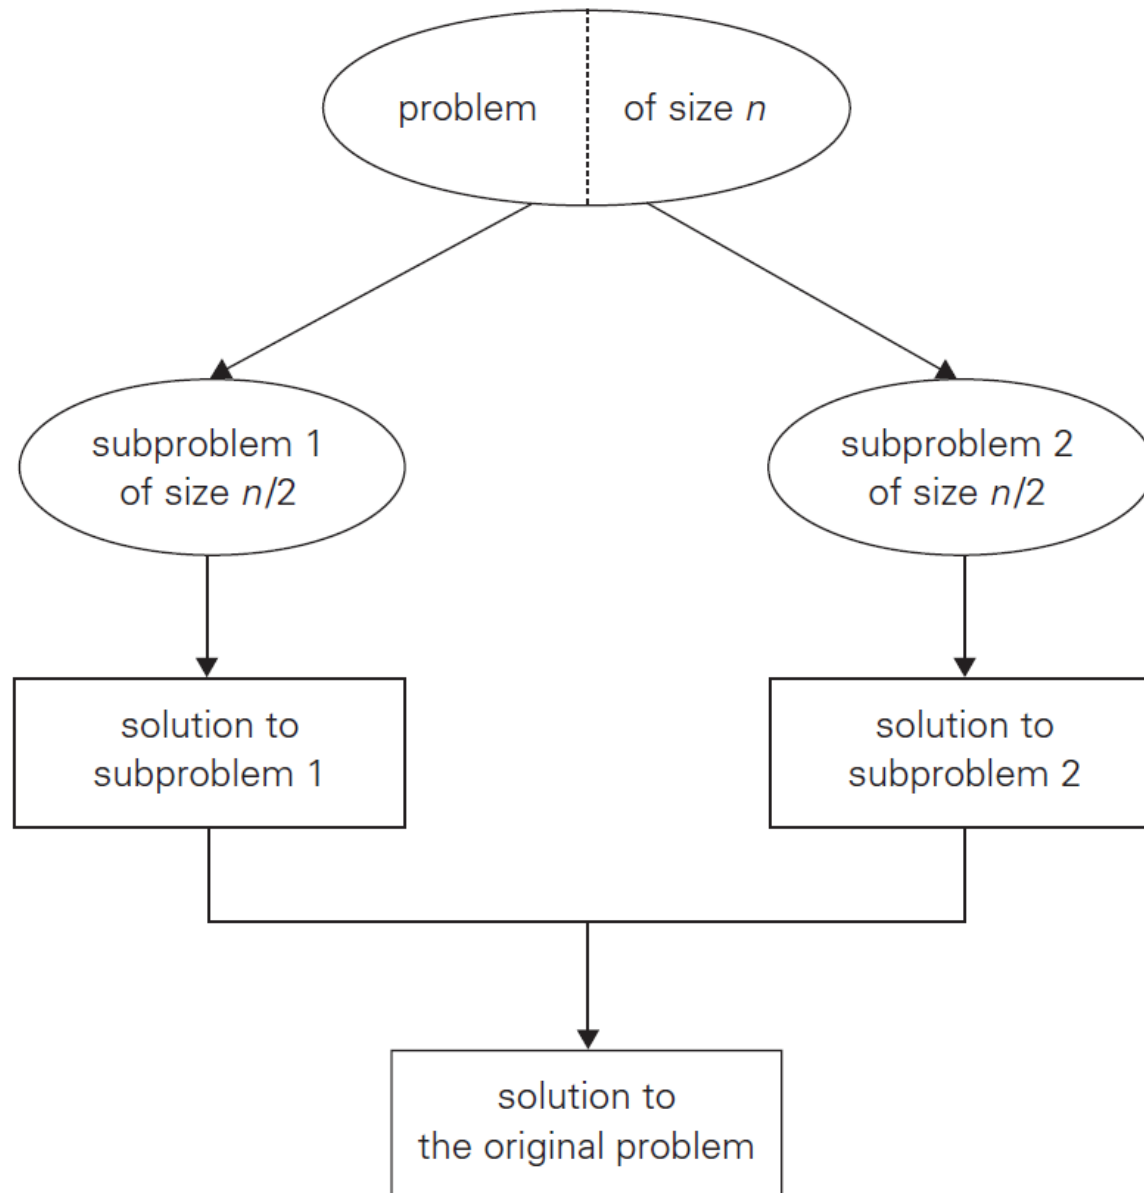 problem of size n
subproblem 1
of size n/2
subproblem 2
of size n/2
solution to
subproblem 1
solution to
subproblem 2
solution to
the original problem